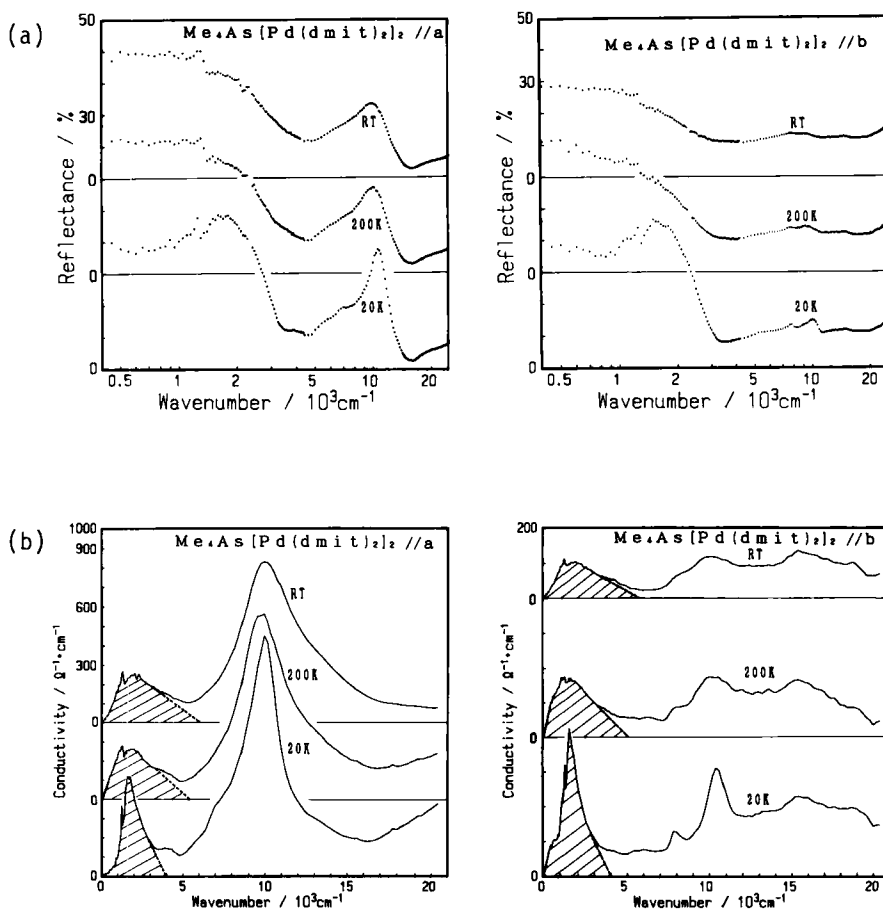 (a)
Me₄As[Pd(dmit)₂]₂ //a
50
30
0
0
0
Reflectance / %
RT
200K
20K
0.5 1 2 5 10 20
Wavenumber / 10³cm⁻¹
Me₄As[Pd(dmit)₂]₂ //b
50
30
0
0
0
Reflectance / %
RT
200K
20K
0.5 1 2 5 10 20
Wavenumber / 10³cm⁻¹
(b)
Me₄As[Pd(dmit)₂]₂ //a
1000
900
600
300
0
0
0
Conductivity / Ω⁻¹·cm⁻¹
RT
200K
20K
0 5 10 15 20
Wavenumber / 10³cm⁻¹
Me₄As[Pd(dmit)₂]₂ //b
200
0
0
0
Conductivity / Ω⁻¹·cm⁻¹
RT
200K
20K
0 5 10 15 20
Wavenumber / 10³cm⁻¹